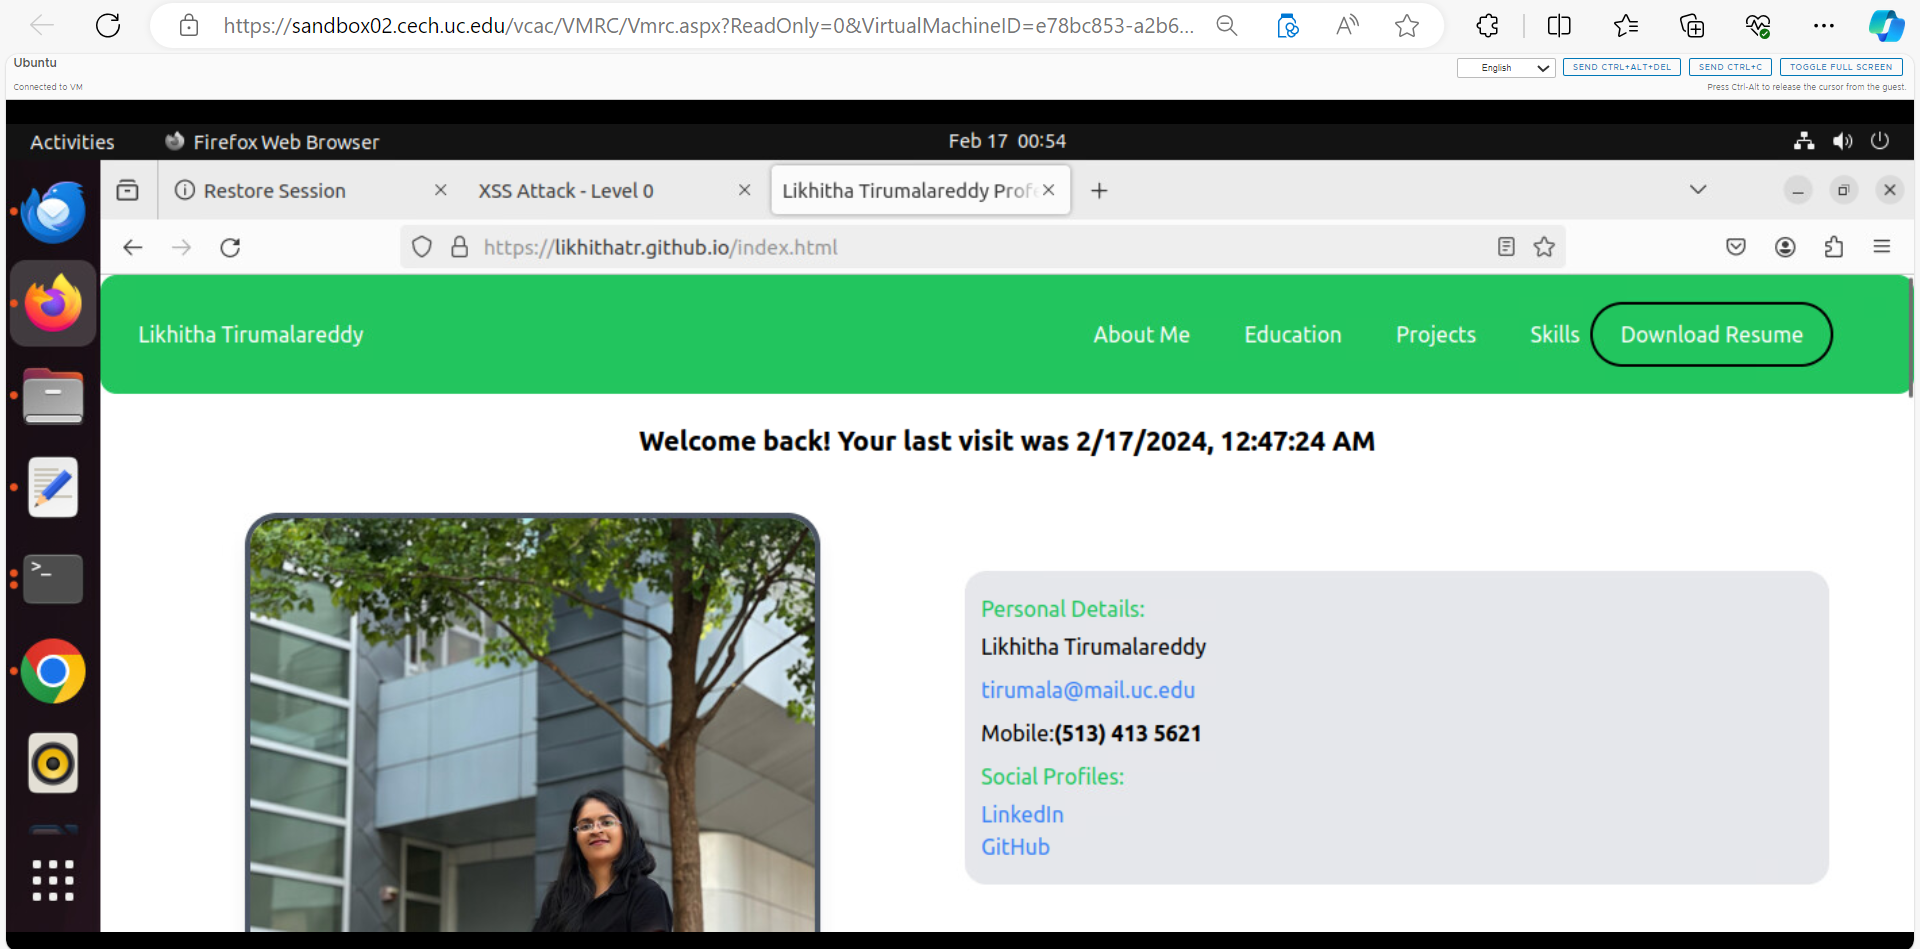 https://sandbox02.cech.uc.edu/vcac/VMRC/Vmrc.aspx?ReadOnly=0&VirtualMachineID=e78bc853-a2b6...
Ubuntu
Connected to VM
English
SEND CTRL+ALT+DEL
SEND CTRL+C
TOGGLE FULL SCREEN
Press Ctrl-Alt to release the cursor from the guest.
Activities
Firefox Web Browser
Feb 17 00:54
Restore Session
XSS Attack - Level 0
Likhitha Tirumalareddy Prof
https://likhithatr.github.io/index.html
Likhitha Tirumalareddy
About Me
Education
Projects
Skills
Download Resume
Welcome back! Your last visit was 2/17/2024, 12:47:24 AM
Personal Details:
Likhitha Tirumalareddy
tirumala@mail.uc.edu
Mobile:(513) 413 5621
Social Profiles:
LinkedIn
GitHub